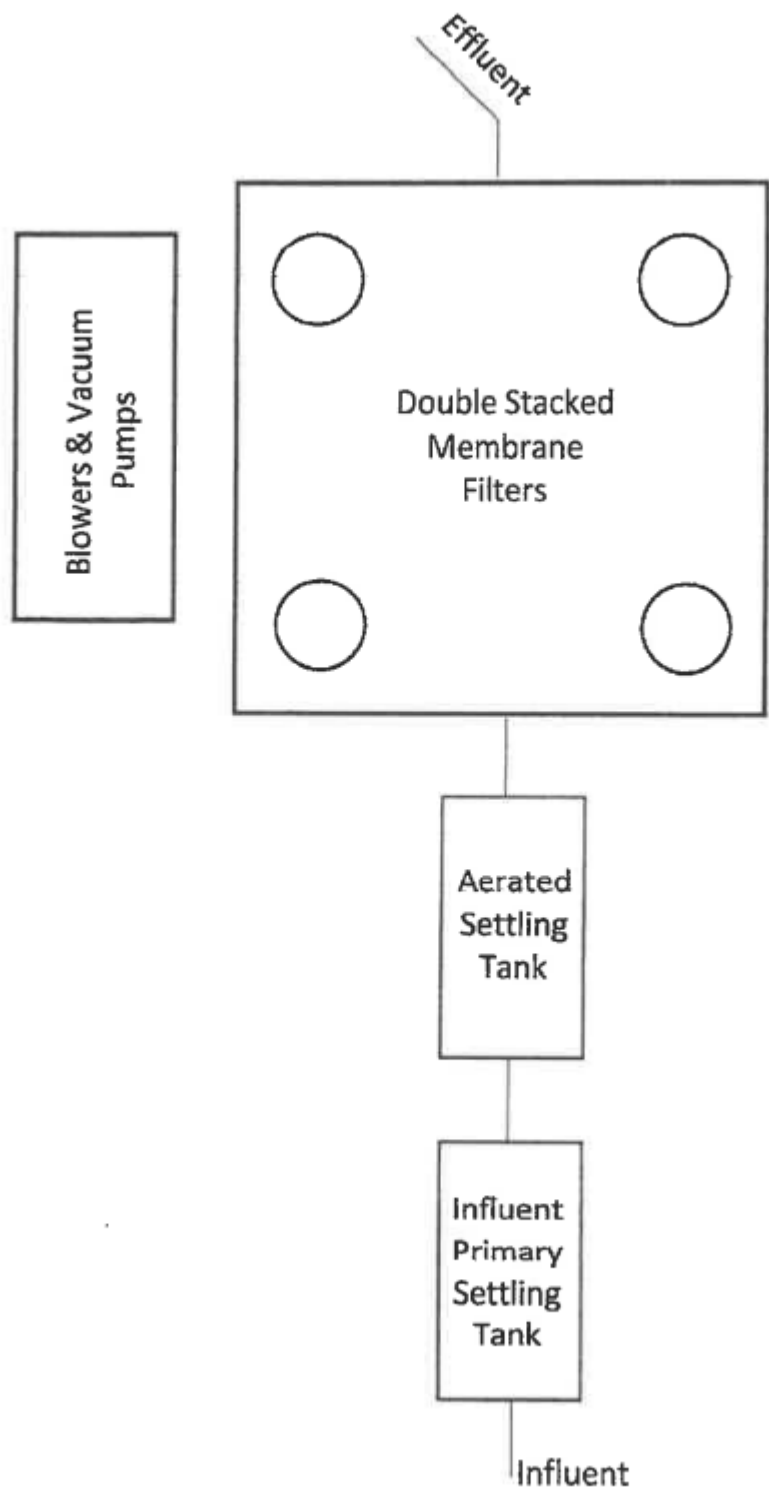 Effluent
Blowers & Vacuum
Pumps
Double Stacked
Membrane
Filters
Aerated
Settling
Tank
Influent
Primary
Settling
Tank
Influent